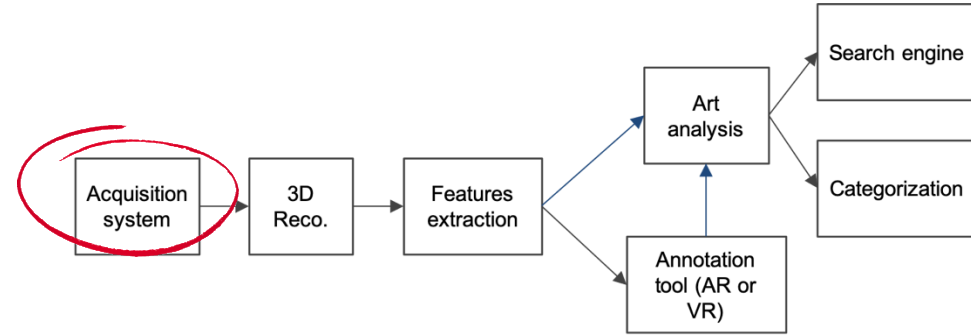 Acquisition
system
3D
Reco.
Features
extraction
Art
analysis
Annotation
tool (AR or
VR)
Search engine
Categorization